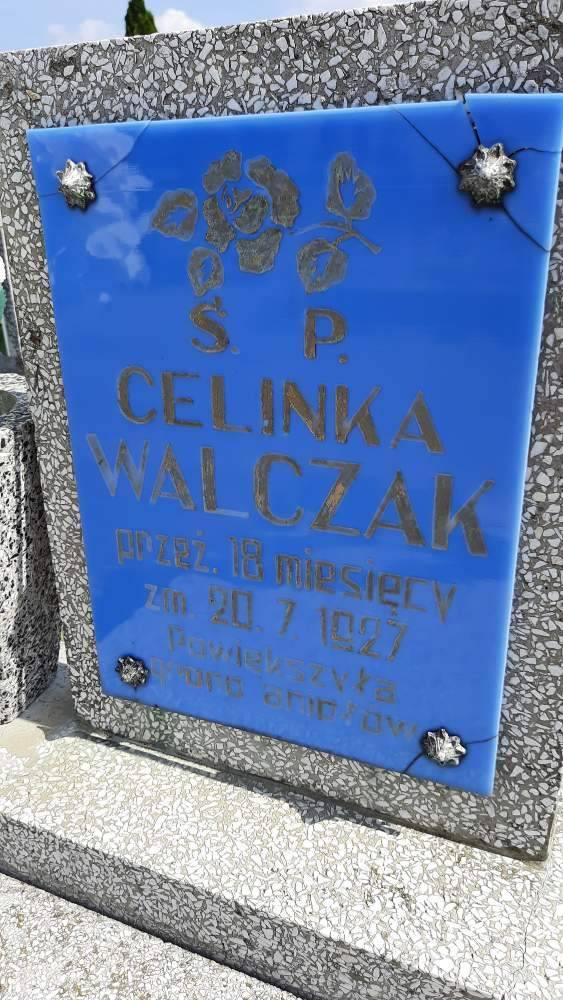 Ś. P.
CELINKA
WALCZAK
przeż. 18 miesięcy
zm. 20. 7. 1927
Powiększyła
grono aniołów